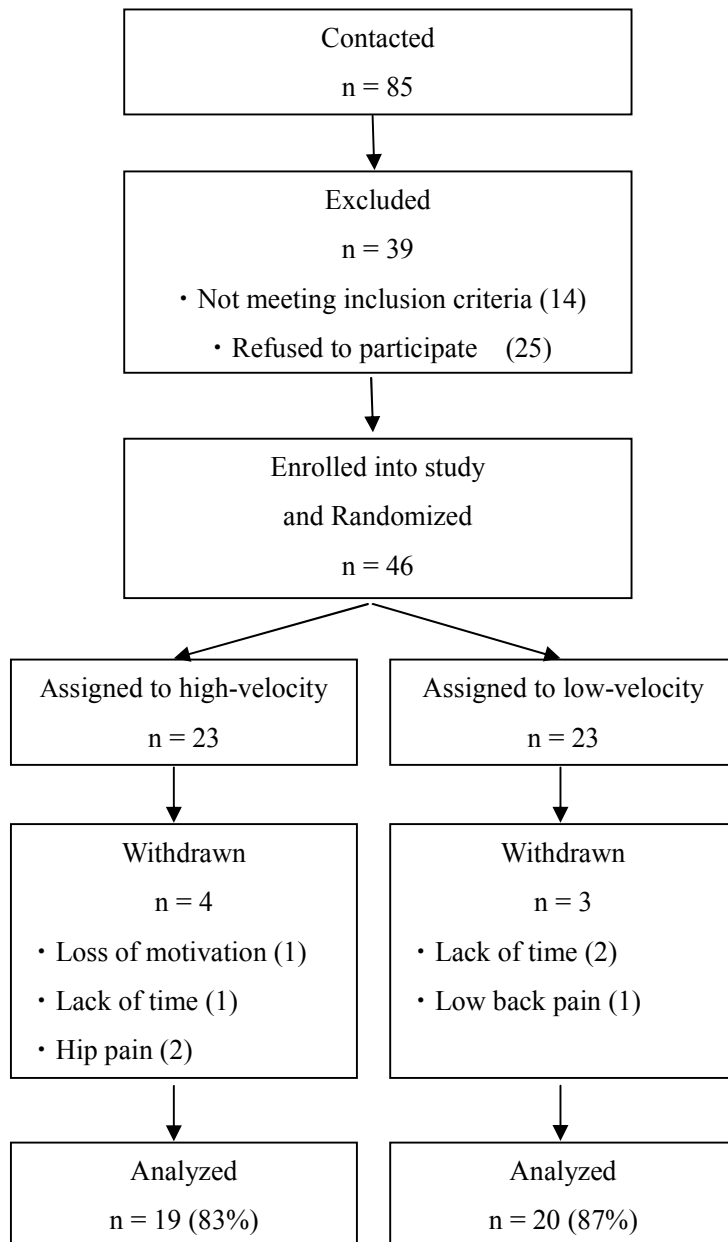 Contacted
n = 85
Excluded
n = 39
・Not meeting inclusion criteria (14)
・Refused to participate (25)
Enrolled into study
and Randomized
n = 46
Assigned to high-velocity
n = 23
Assigned to low-velocity
n = 23
Withdrawn
n = 4
・Loss of motivation (1)
・Lack of time (1)
・Hip pain (2)
Withdrawn
n = 3
・Lack of time (2)
・Low back pain (1)
Analyzed
n = 19 (83%)
Analyzed
n = 20 (87%)